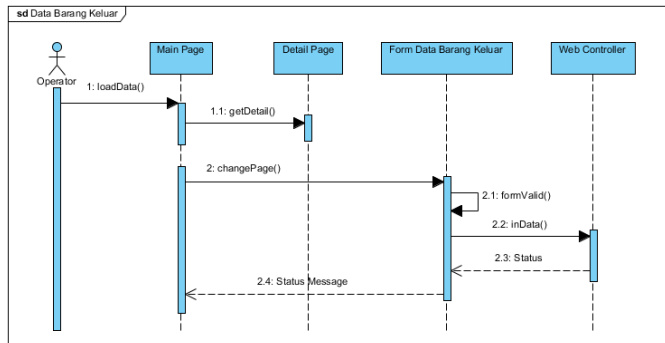 sd Data Barang Keluar
Main Page
Detail Page
Form Data Barang Keluar
Web Controller
Operator
1: loadData()
1.1: getDetail()
2: changePage()
2.1: formValid()
2.2: inData()
2.3: Status
2.4: Status Message